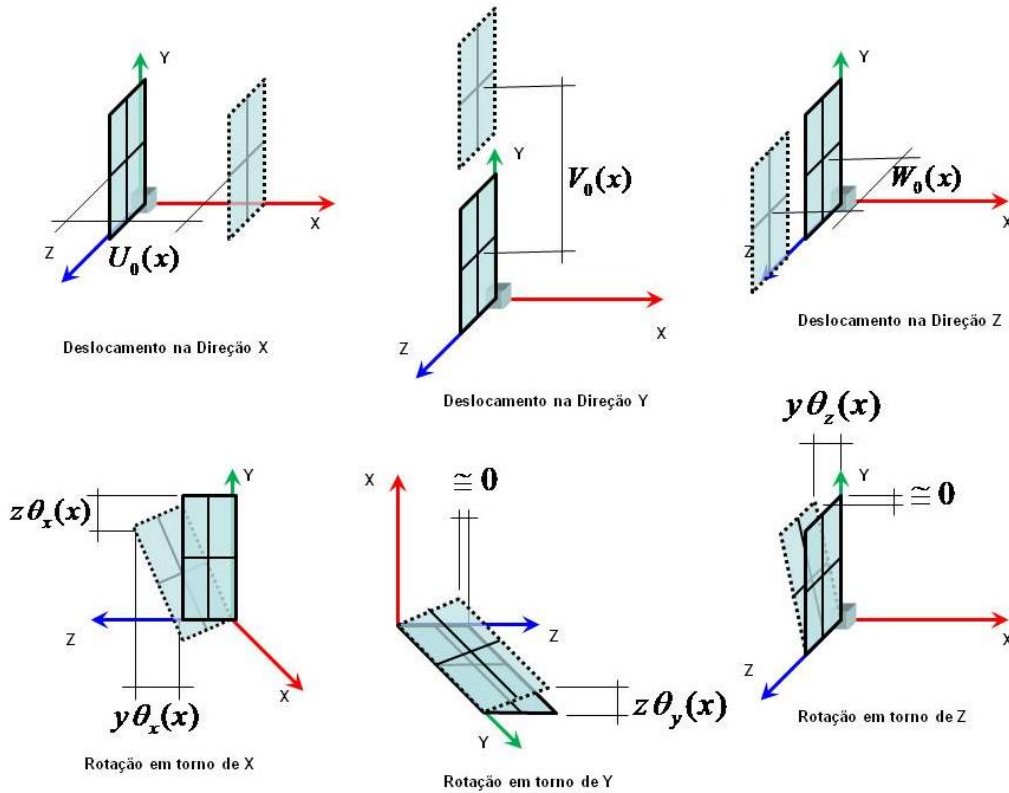 Y
X
Z
U₀(x)
Deslocamento na Direção X
Y
V₀(x)
X
Z
Deslocamento na Direção Y
Y
W₀(x)
X
Z
Deslocamento na Direção Z
Y
zθₓ(x)
Z
X
yθₓ(x)
Rotação em torno de X
X
≅ 0
Z
zθ_y(x)
Y
Rotação em torno de Y
yθ_z(x)
Y
≅ 0
X
Z
Rotação em torno de Z